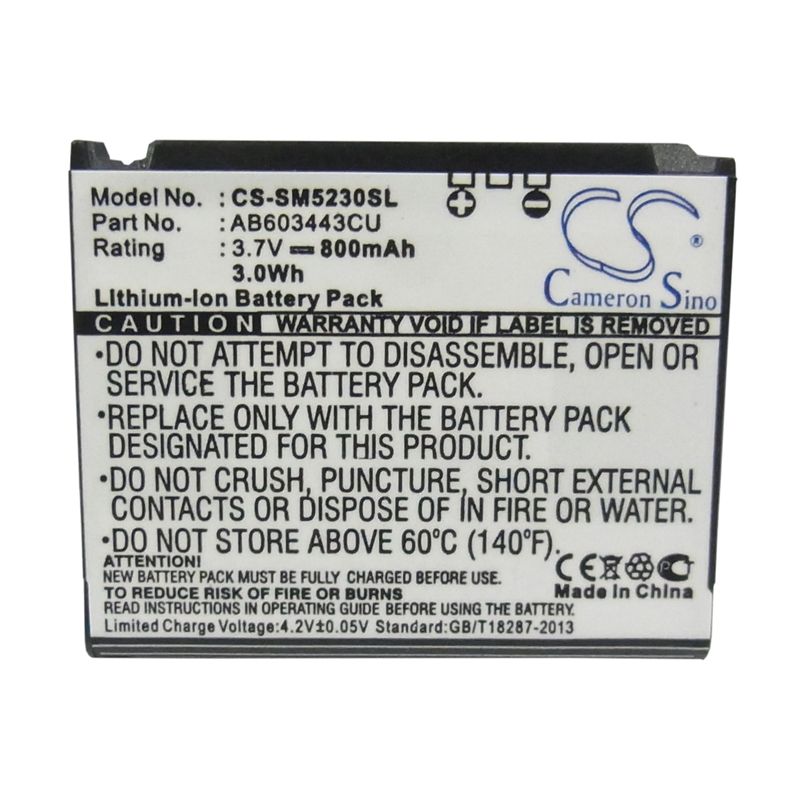 Model No. : CS-SM5230SL
Part No. : AB603443CU
Rating : 3.7V ⎓ 800mAh
3.0Wh
Lithium-Ion Battery Pack
CS ®
Cameron Sino
CAUTION WARRANTY VOID IF LABEL IS REMOVED
•DO NOT ATTEMPT TO DISASSEMBLE, OPEN OR
SERVICE THE BATTERY PACK.
•REPLACE ONLY WITH THE BATTERY PACK
DESIGNATED FOR THIS PRODUCT.
•DO NOT CRUSH, PUNCTURE, SHORT EXTERNAL
CONTACTS OR DISPOSE OF IN FIRE OR WATER.
•DO NOT STORE ABOVE 60°C (140°F).
ATTENTION!
NEW BATTERY PACK MUST BE FULLY CHARGED BEFORE USE
TO REDUCE RISK OF FIRE OR BURNS
READ INSTRUCTIONS IN OPERATING GUIDE BEFORE USING BATTERY PACK
Limited Charge Voltage:4.2V±0.05V Standard:GB/T18287-2013
CE PCT
Made In China